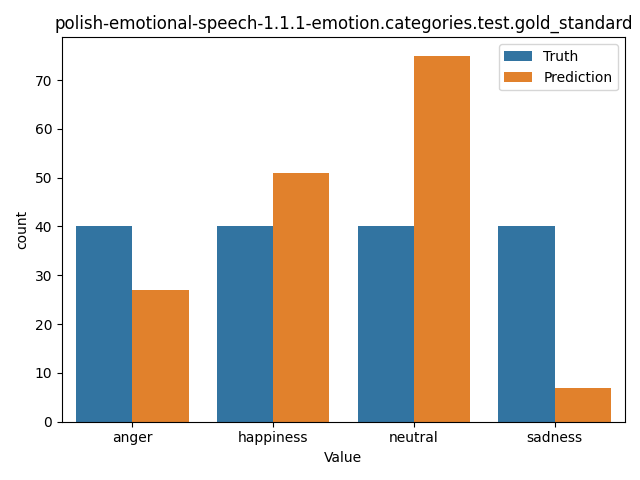 polish-emotional-speech-1.1.1-emotion.categories.test.gold_standard
Truth
Prediction
count
70
60
50
40
30
20
10
0
anger happiness neutral sadness
Value